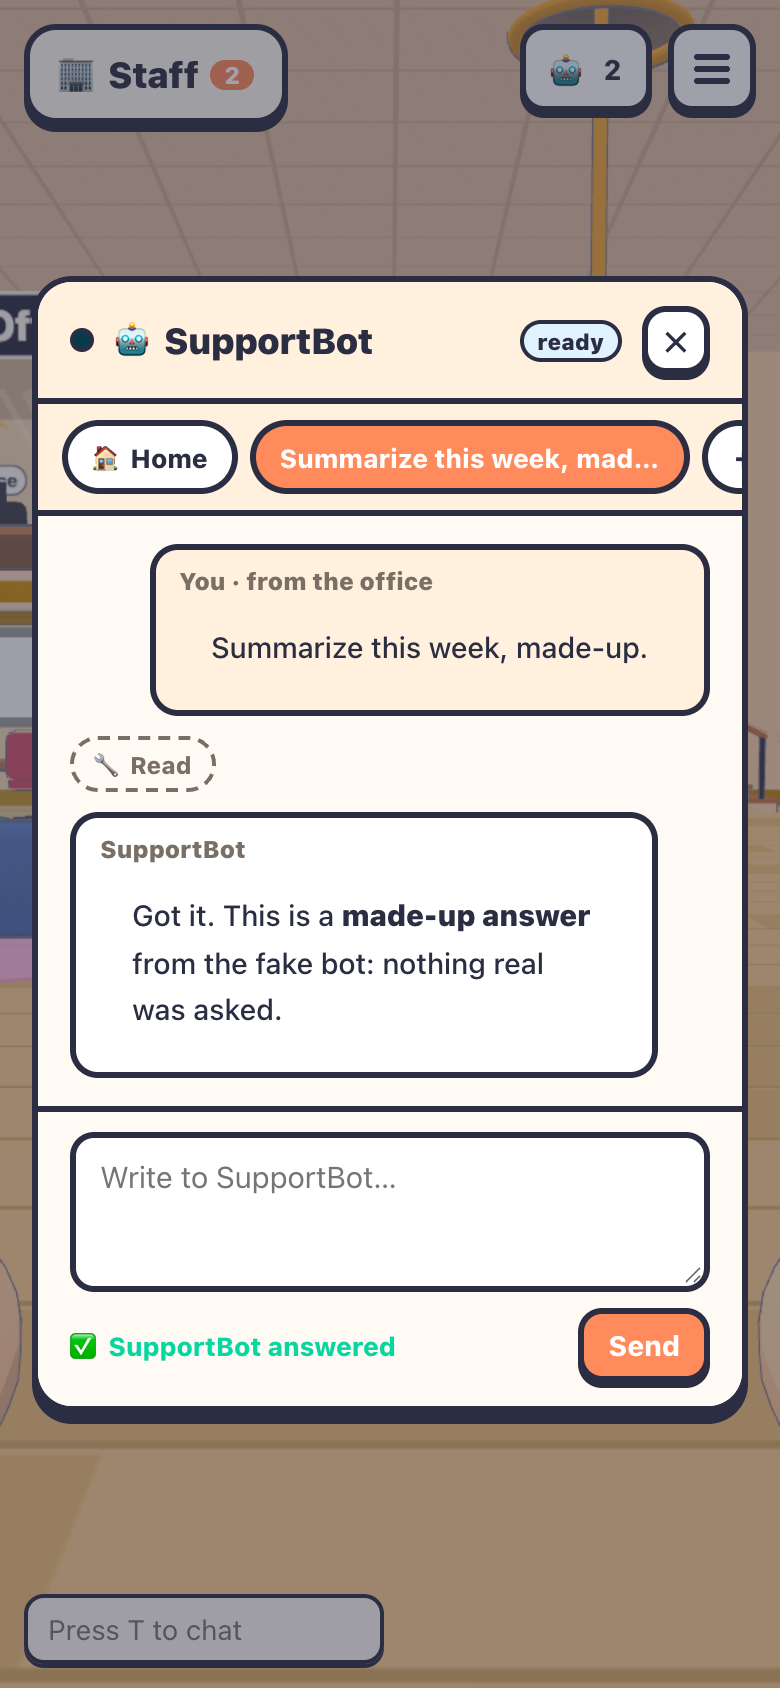 🏢 Staff 2
🤖 2
Of
se
🤖 SupportBot
ready
🏠 Home
Summarize this week, mad...
You · from the office
Summarize this week, made-up.
🔧 Read
SupportBot
Got it. This is a made-up answer
from the fake bot: nothing real
was asked.
Write to SupportBot...
✅ SupportBot answered
Send
Press T to chat